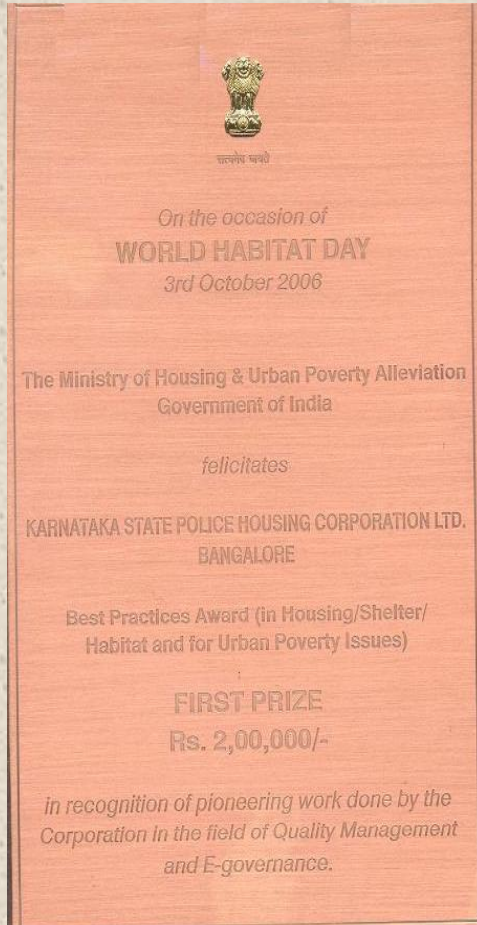 सत्यमेव जयते
On the occasion of
WORLD HABITAT DAY
3rd October 2006
The Ministry of Housing & Urban Poverty Alleviation
Government of India
felicitates
KARNATAKA STATE POLICE HOUSING CORPORATION LTD.
BANGALORE
Best Practices Award (in Housing/Shelter/
Habitat and for Urban Poverty Issues)
FIRST PRIZE
Rs. 2,00,000/-
in recognition of pioneering work done by the
Corporation in the field of Quality Management
and E-governance.